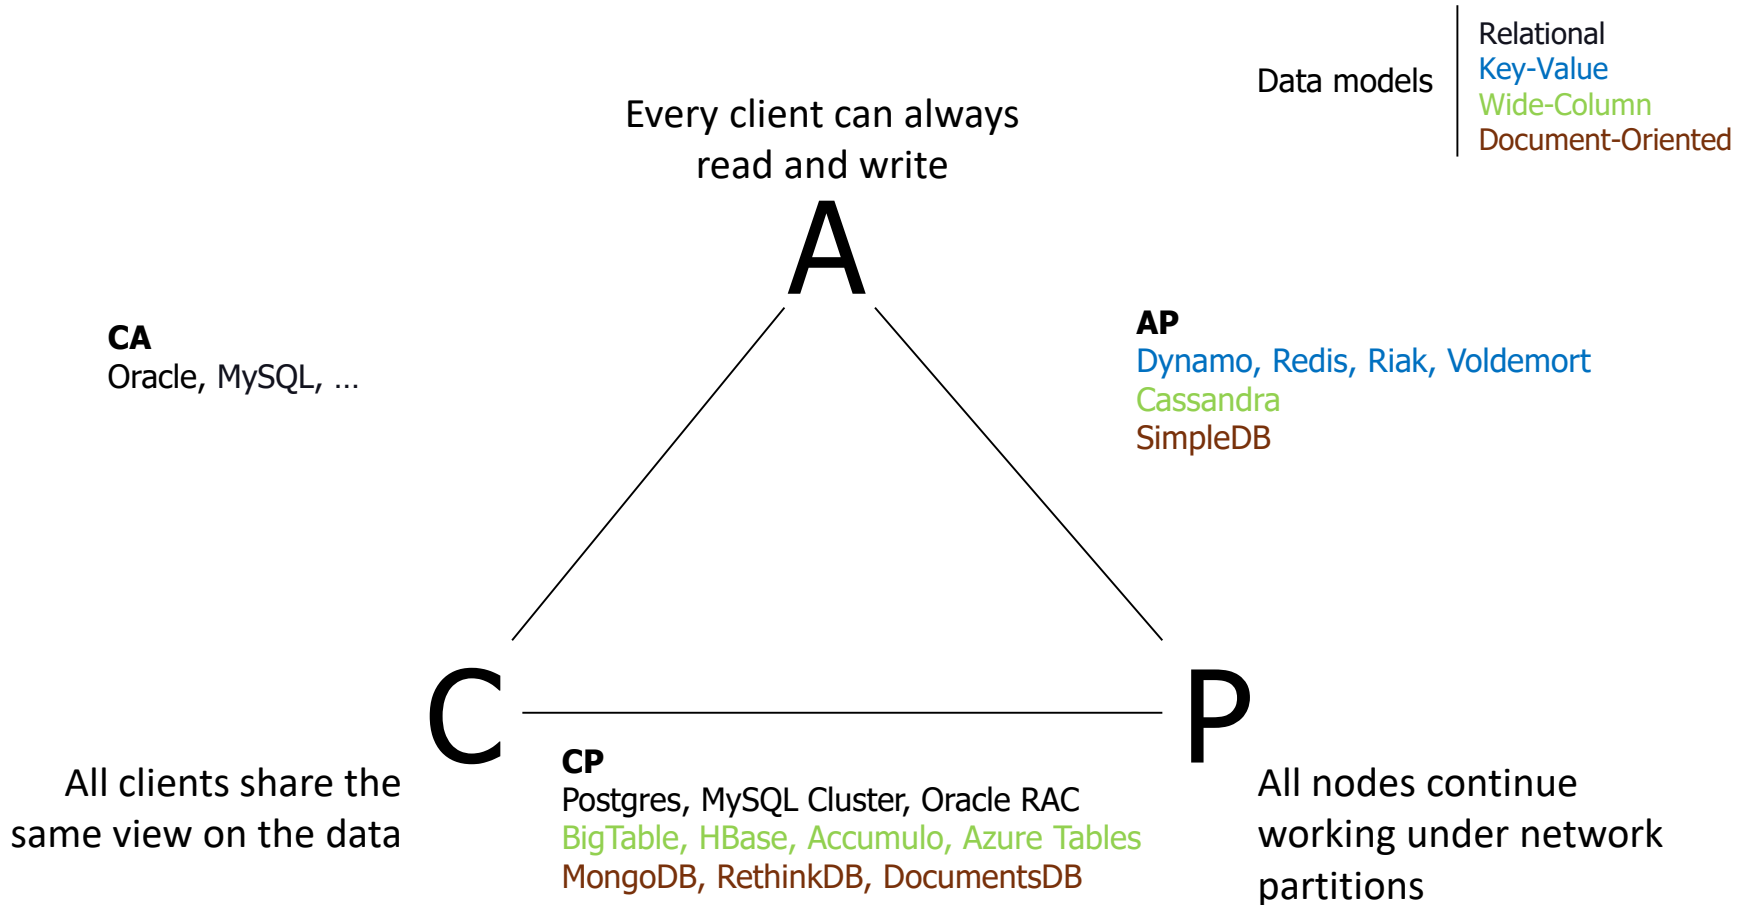 Data models
Relational
Key-Value
Wide-Column
Document-Oriented
Every client can always
read and write
A
CA
Oracle, MySQL, …
AP
Dynamo, Redis, Riak, Voldemort
Cassandra
SimpleDB
C
P
All clients share the
same view on the data
CP
Postgres, MySQL Cluster, Oracle RAC
BigTable, HBase, Accumulo, Azure Tables
MongoDB, RethinkDB, DocumentsDB
All nodes continue
working under network
partitions